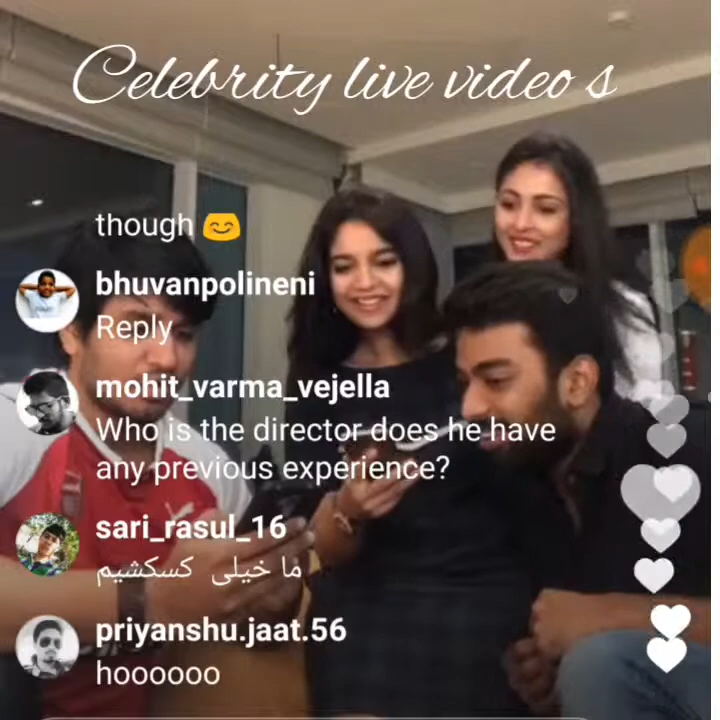 Celebrity live video s
though 😊
bhuvanpolineni
Reply
mohit_varma_vejella
Who is the director does he have
any previous experience?
sari_rasul_16
ما خیلی کسکشیم
priyanshu.jaat.56
hoooooo